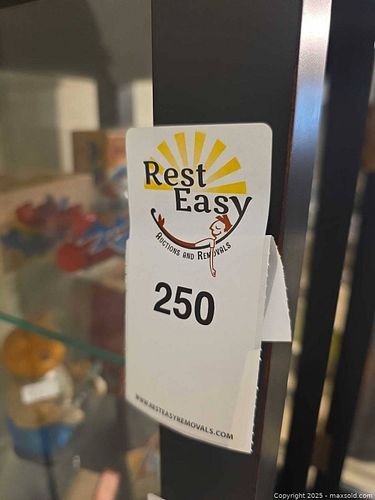 Rest
Easy
AUCTIONS AND REMOVALS
250
WWW.RESTEASYREMOVALS.COM
Copyright 2025 - maxsold.com